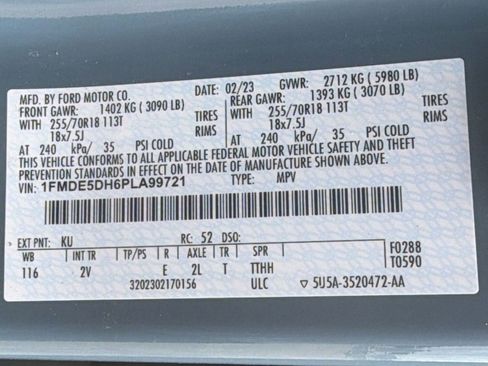 MFD. BY FORD MOTOR CO. DATE: 02/23 GVWR: 2712 KG (5980 LB)
FRONT GAWR: 1402 KG (3090 LB) REAR GAWR: 1393 KG (3070 LB)
WITH 255/70R18 113T TIRES WITH 255/70R18 113T TIRES
18x7.5J RIMS 18x7.5J RIMS
AT 240 kPa/ 35 PSI COLD AT 240 kPa/ 35 PSI COLD
THIS VEHICLE CONFORMS TO ALL APPLICABLE FEDERAL MOTOR VEHICLE SAFETY AND THEFT
PREVENTION STANDARDS IN EFFECT ON THE DATE OF MANUFACTURE SHOWN ABOVE.
VIN: 1FMDE5DH6PLA99721 TYPE: MPV
EXT PNT: KU RC: 52 DSO: F0288
WB INT TR TP/PS R AXLE TR SPR T0590
116 2V E 2L T TTHH
3202302170156 ULC ▽ 5U5A-3520472-AA